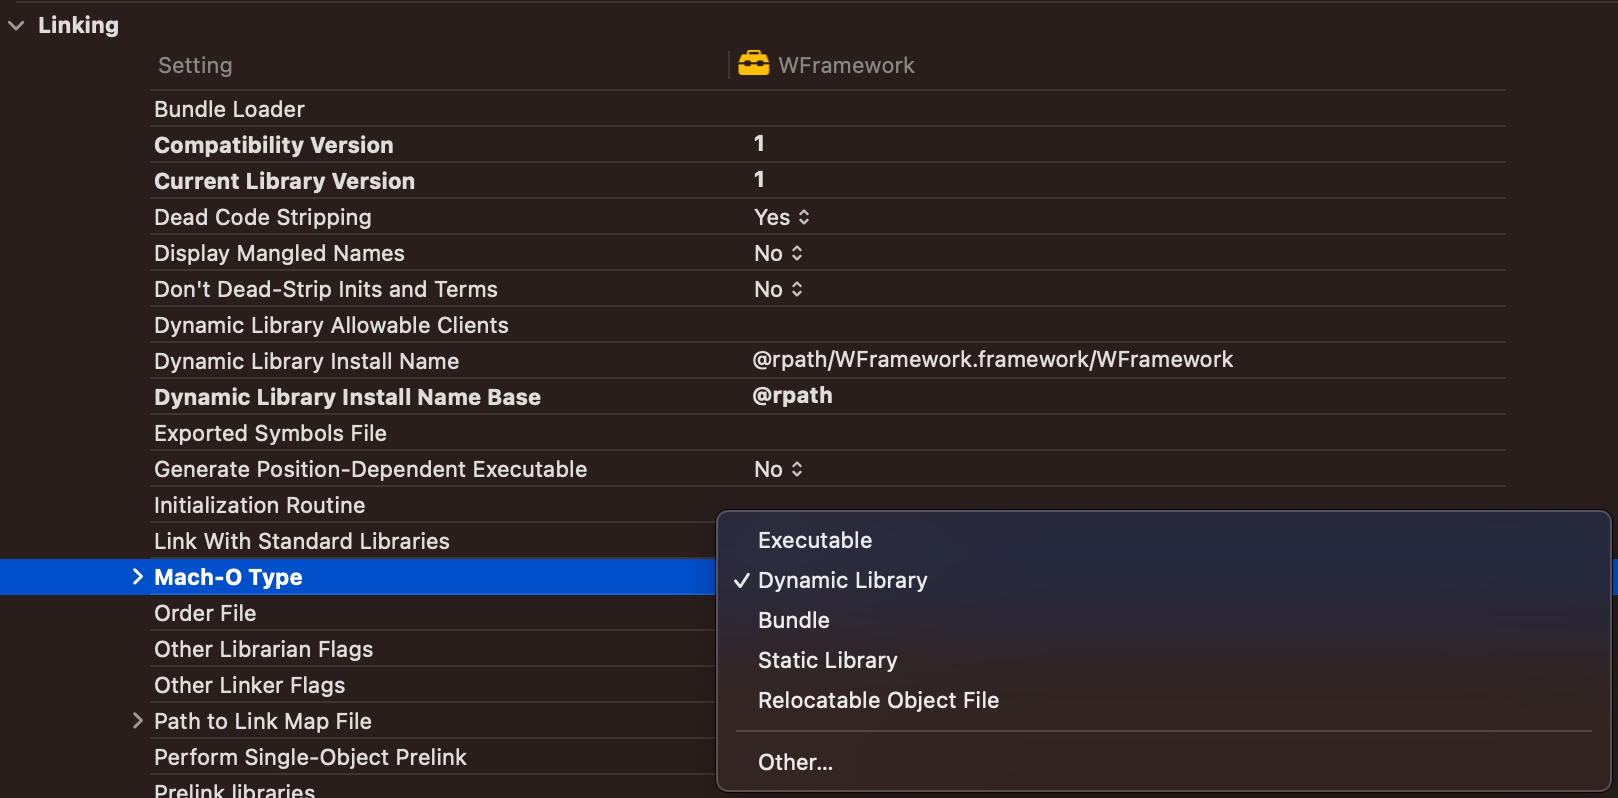 Linking
Setting WFramework
Bundle Loader
Compatibility Version 1
Current Library Version 1
Dead Code Stripping Yes
Display Mangled Names No
Don't Dead-Strip Inits and Terms No
Dynamic Library Allowable Clients
Dynamic Library Install Name @rpath/WFramework.framework/WFramework
Dynamic Library Install Name Base @rpath
Exported Symbols File
Generate Position-Dependent Executable No
Initialization Routine
Link With Standard Libraries
Mach-O Type
Order File
Other Librarian Flags
Other Linker Flags
Path to Link Map File
Perform Single-Object Prelink
Prelink libraries
Executable
Dynamic Library
Bundle
Static Library
Relocatable Object File
Other...